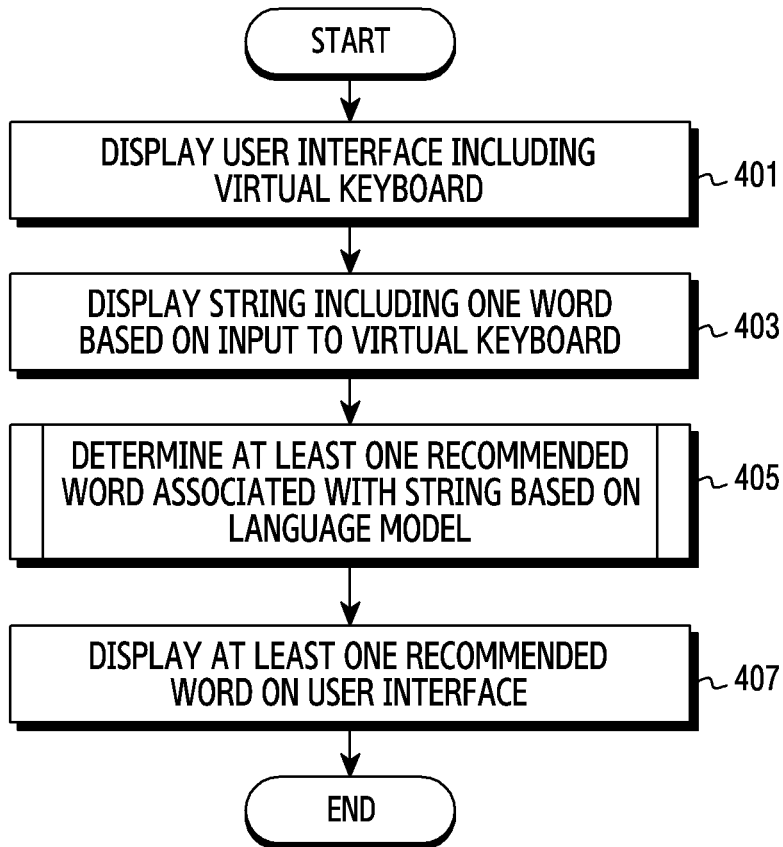 START
DISPLAY USER INTERFACE INCLUDING
VIRTUAL KEYBOARD
401
DISPLAY STRING INCLUDING ONE WORD
BASED ON INPUT TO VIRTUAL KEYBOARD
403
DETERMINE AT LEAST ONE RECOMMENDED
WORD ASSOCIATED WITH STRING BASED ON
LANGUAGE MODEL
405
DISPLAY AT LEAST ONE RECOMMENDED
WORD ON USER INTERFACE
407
END